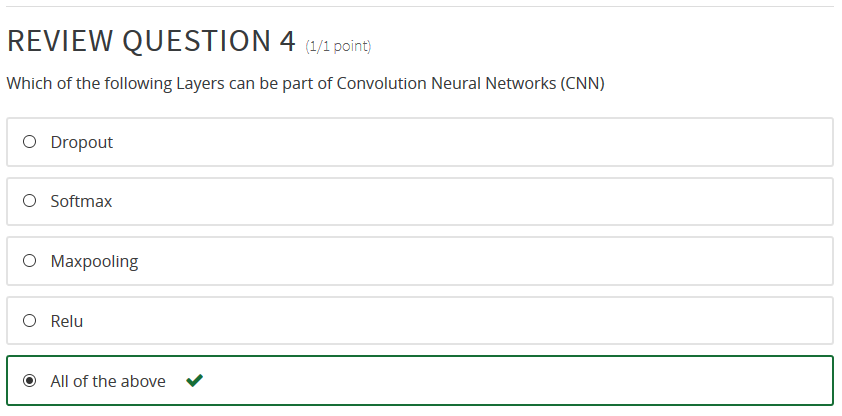 REVIEW QUESTION 4 (1/1 point)
Which of the following Layers can be part of Convolution Neural Networks (CNN)
Dropout
Softmax
Maxpooling
Relu
All of the above